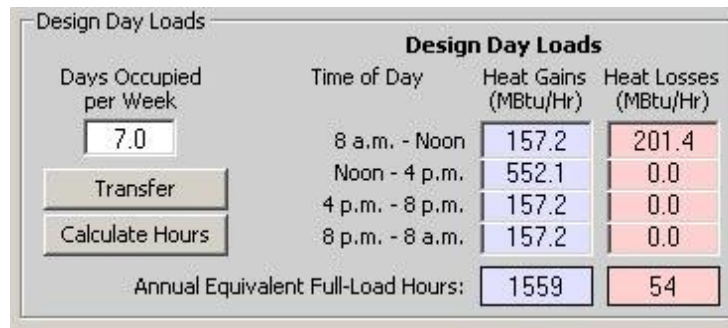 Design Day Loads
Design Day Loads
Days Occupied
per Week
Time of Day
Heat Gains
(MBtu/Hr)
Heat Losses
(MBtu/Hr)
7.0
8 a.m. - Noon 157.2 201.4
Transfer
Noon - 4 p.m. 552.1 0.0
4 p.m. - 8 p.m. 157.2 0.0
Calculate Hours
8 p.m. - 8 a.m. 157.2 0.0
Annual Equivalent Full-Load Hours: 1559 54